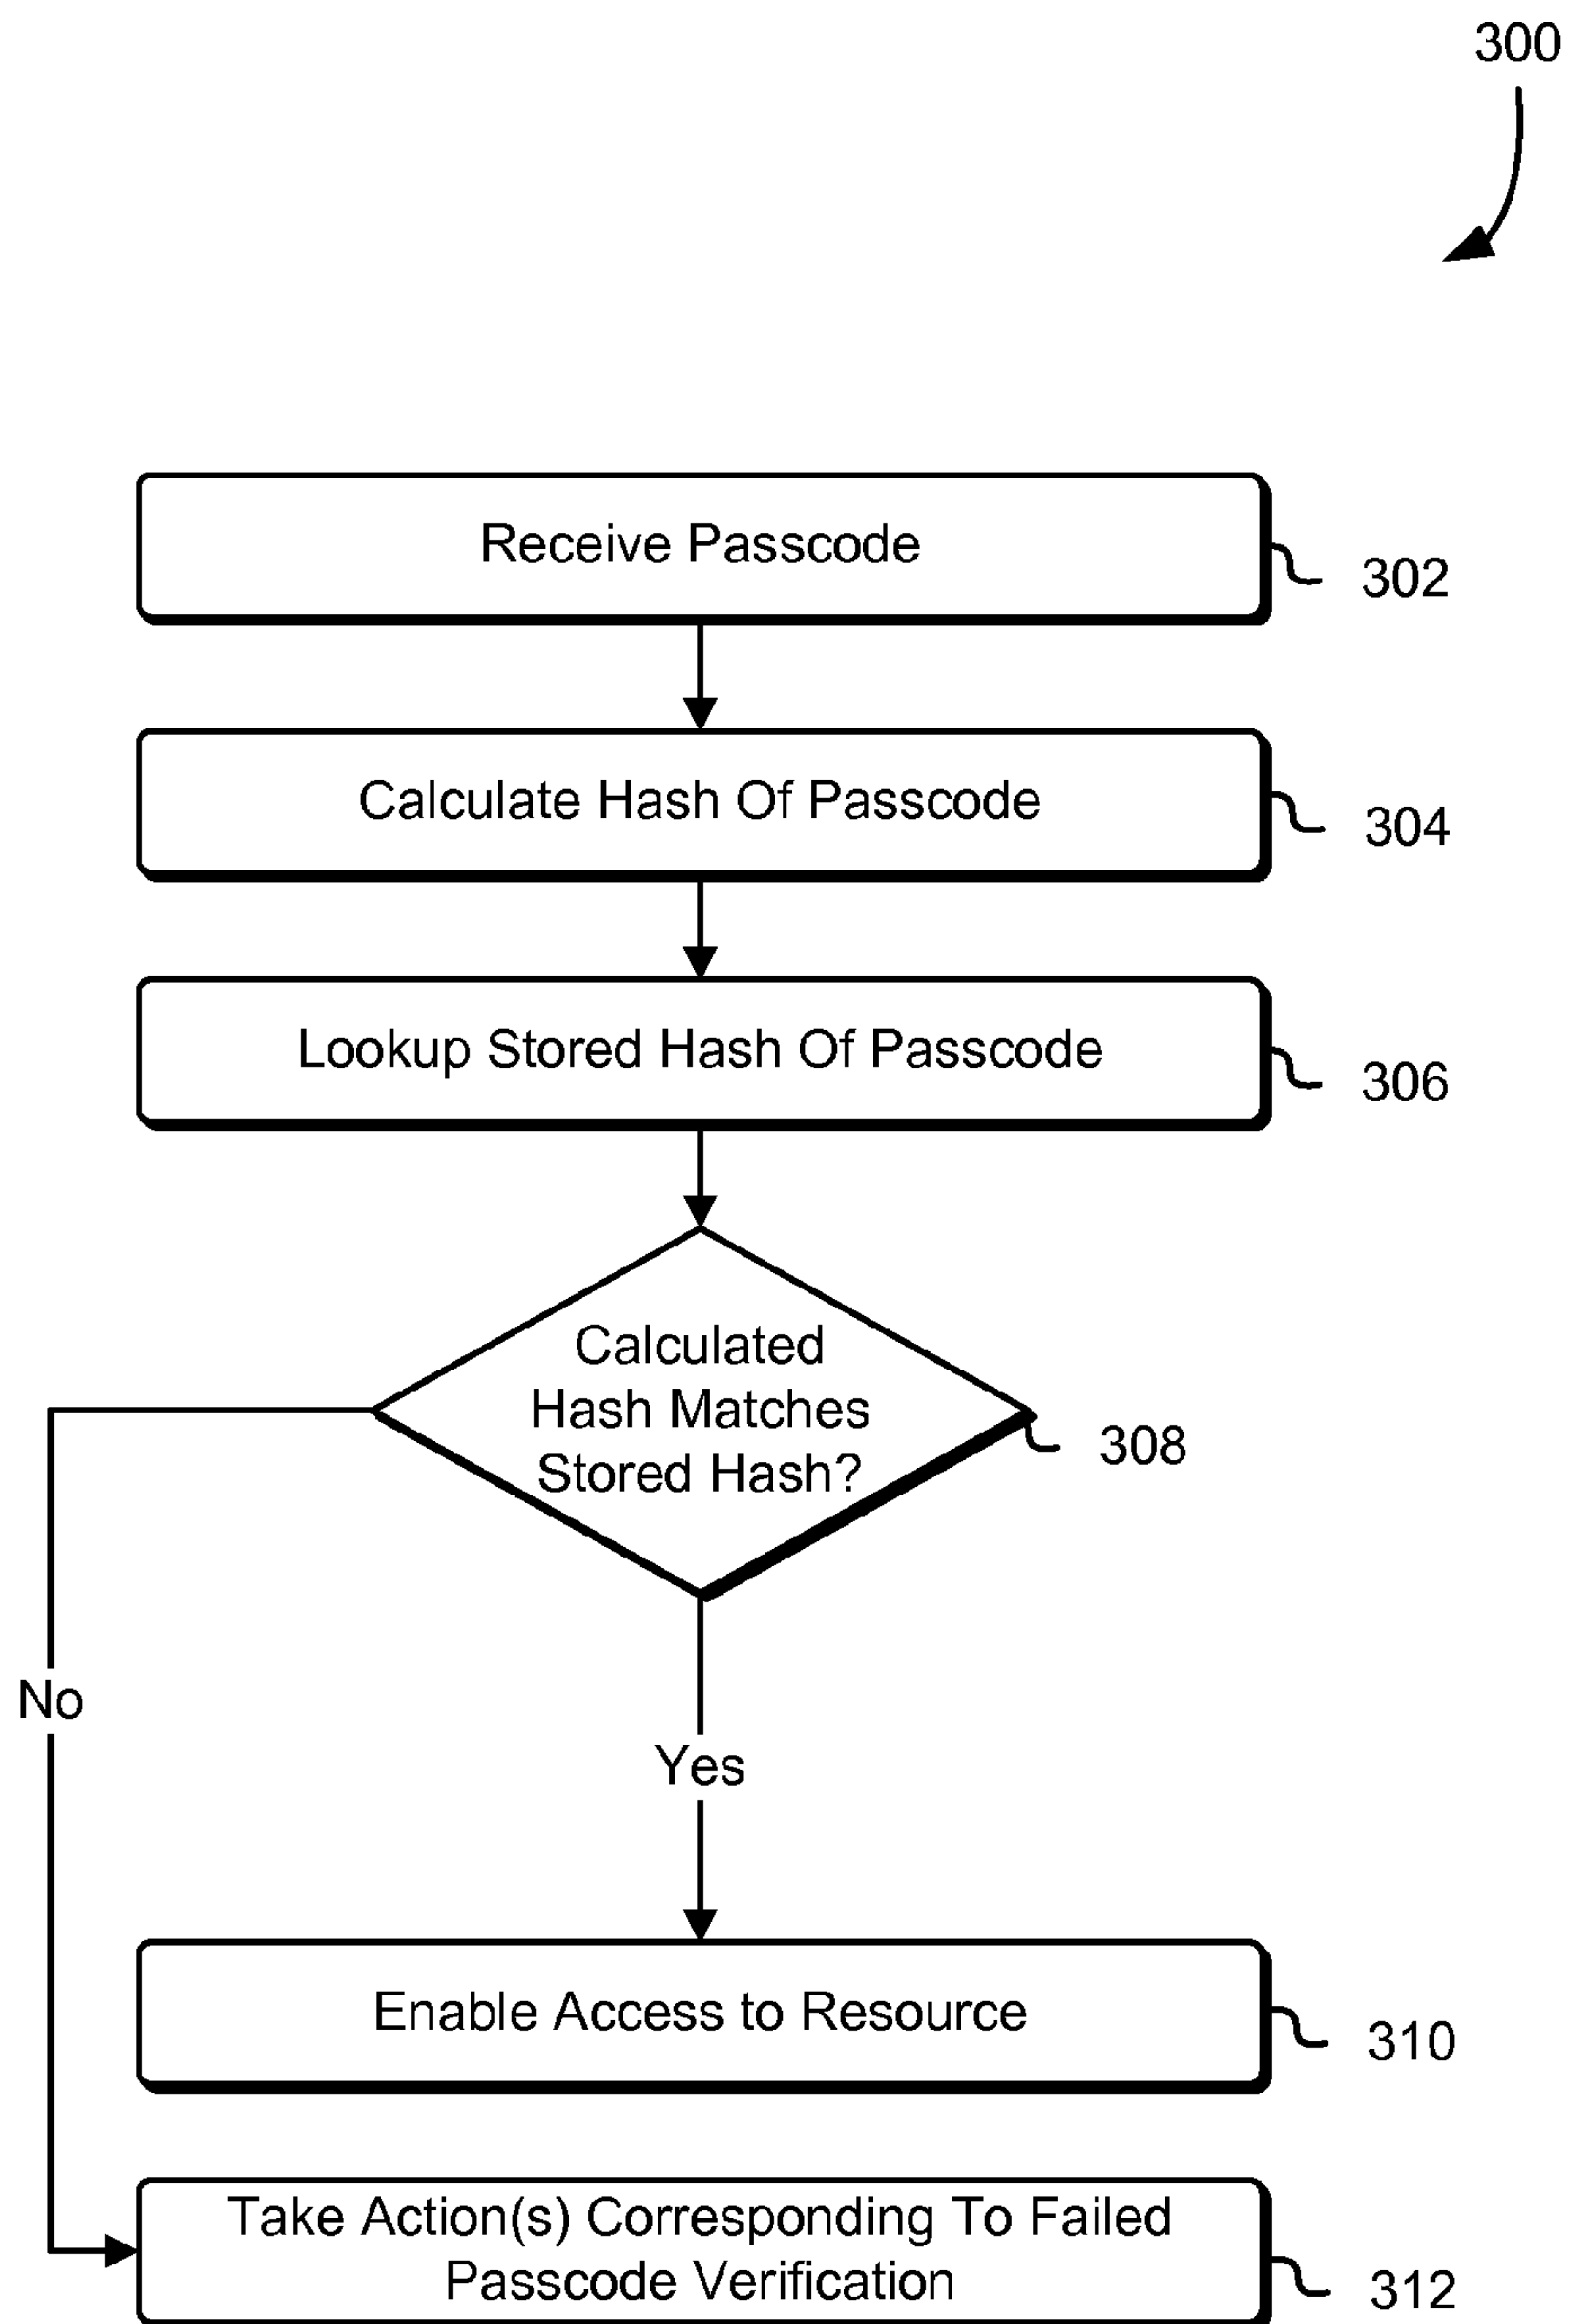 300
Receive Passcode
302
Calculate Hash Of Passcode
304
Lookup Stored Hash Of Passcode
306
Calculated
Hash Matches
Stored Hash?
308
No
Yes
Enable Access to Resource
310
Take Action(s) Corresponding To Failed
Passcode Verification
312